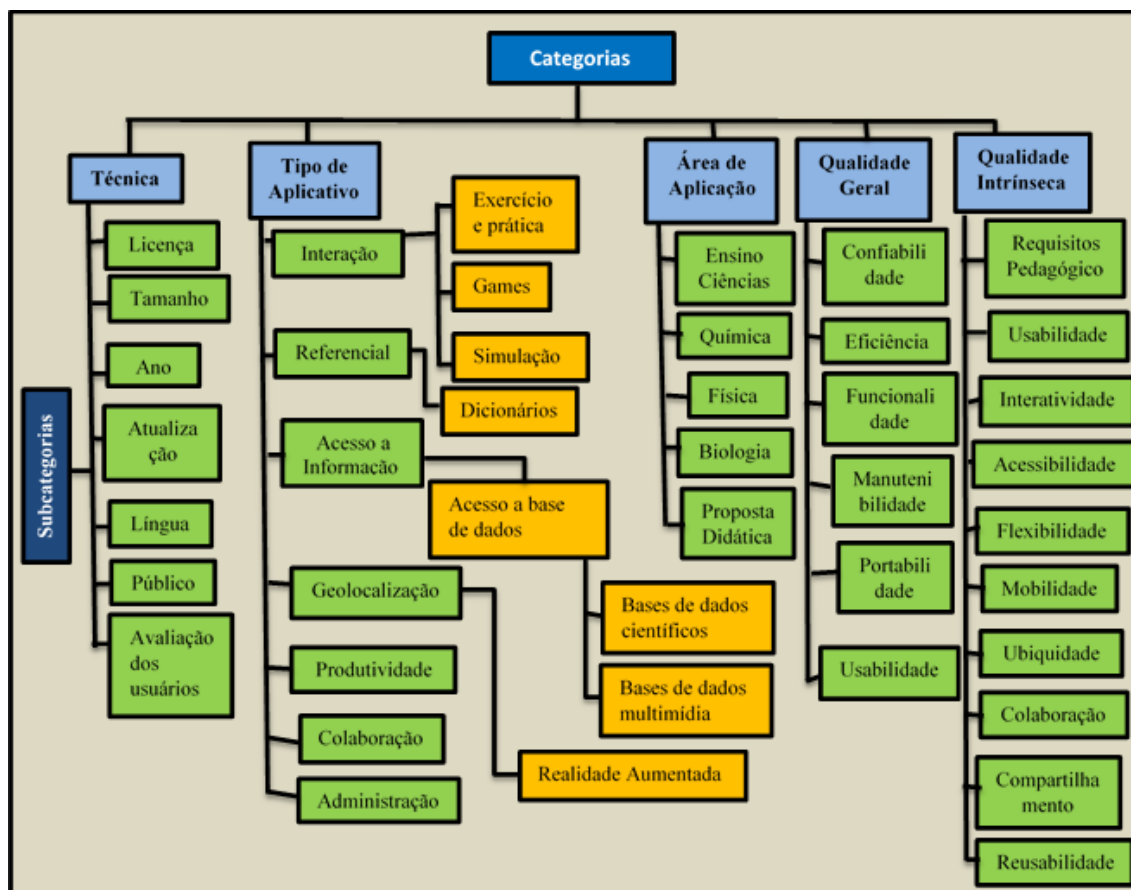 Categorias
Técnica
Licença
Tamanho
Ano
Atualiza
ção
Língua
Público
Avaliação
dos
usuários
Subcategorias
Tipo de
Aplicativo
Interação
Exercício
e prática
Games
Simulação
Referencial
Dicionários
Acesso a
Informação
Acesso a base
de dados
Bases de dados
científicos
Bases de dados
multimídia
Geolocalização
Realidade Aumentada
Produtividade
Colaboração
Administração
Área de
Aplicação
Ensino
Ciências
Química
Física
Biologia
Proposta
Didática
Qualidade
Geral
Confiabili
dade
Eficiência
Funcionali
dade
Manuteni
bilidade
Portabili
dade
Usabilidade
Qualidade
Intrínseca
Requisitos
Pedagógico
Usabilidade
Interatividade
Acessibilidade
Flexibilidade
Mobilidade
Ubiquidade
Colaboração
Compartilha
mento
Reusabilidade